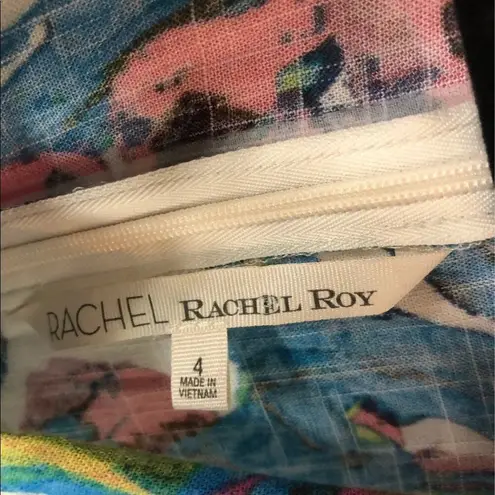 RACHEL RACHEL ROY
4
MADE IN
VIETNAM